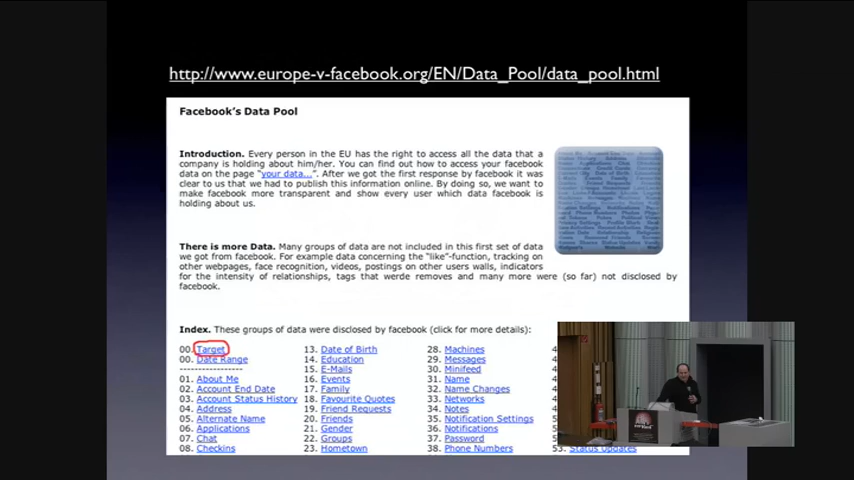 http://www.europe-v-facebook.org/EN/Data_Pool/data_pool.html
Facebook's Data Pool
Introduction. Every person in the EU has the right to access all the data that a
company is holding about him/her. You can find out how to access your facebook
data on the page "your data...". After we got the first response by facebook it was
clear to us that we had to publish this information online. By doing so, we want to
make facebook more transparent and show every user which data facebook is
holding about us.
There is more Data. Many groups of data are not included in this first set of data
we got from facebook. For example data concerning the "like"-function, tracking on
other webpages, face recognition, videos, postings on other users walls, indicators
for the intensity of relationships, tags that werde removes and many more were (so far) not disclosed by
facebook.
Index. These groups of data were disclosed by facebook (click for more details):
00. Target
00. Date Range
-----------------
01. About Me
02. Account End Date
03. Account Status History
04. Address
05. Alternate Name
06. Applications
07. Chat
08. Checkins
13. Date of Birth
14. Education
15. E-Mails
16. Events
17. Family
18. Favourite Quotes
19. Friend Requests
20. Friends
21. Gender
22. Groups
23. Hometown
28. Machines
29. Messages
30. Minifeed
31. Name
32. Name Changes
33. Networks
34. Notes
35. Notification Settings
36. Notifications
37. Password
38. Phone Numbers
53. Status Updates